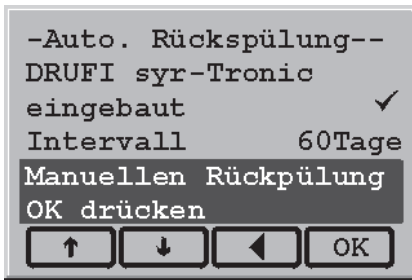 -Auto. Rückspülung--
DRUFI syr-Tronic
eingebaut ✓
Intervall 60Tage
Manuellen Rückpülung
OK drücken
↑ ↓ ◀ OK